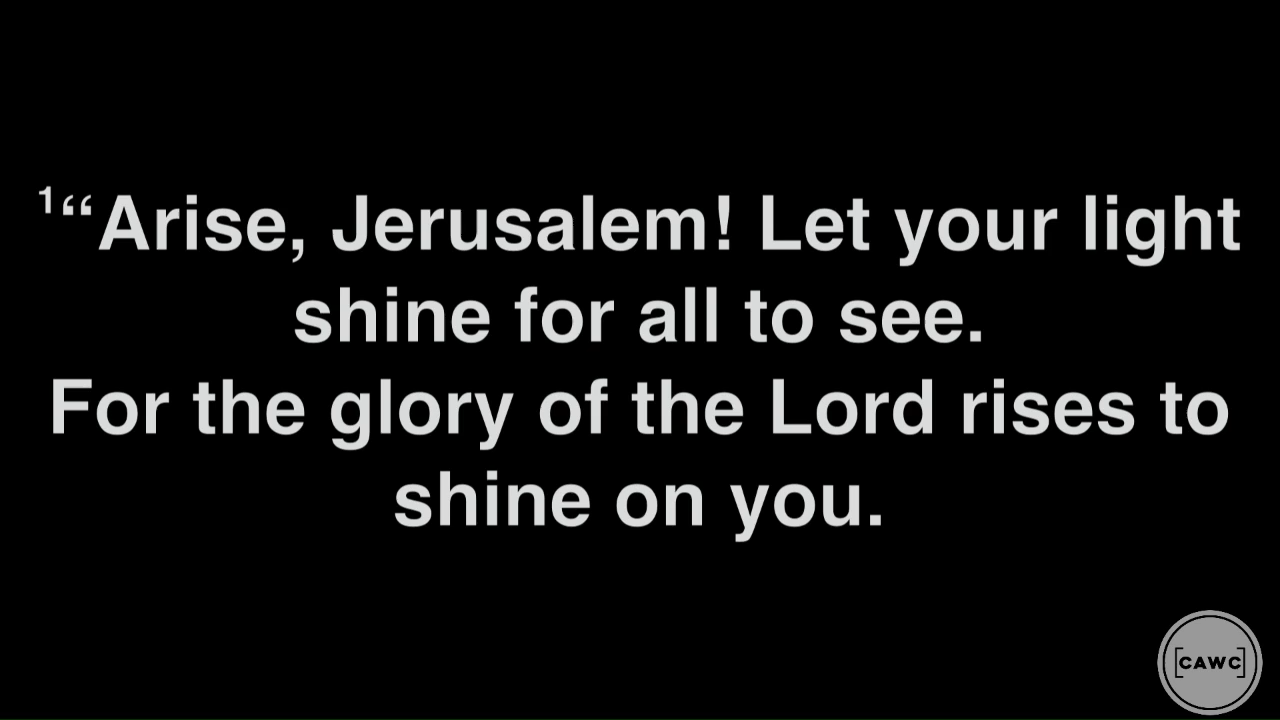 ¹“Arise, Jerusalem! Let your light
shine for all to see.
For the glory of the Lord rises to
shine on you.
[CAWC]